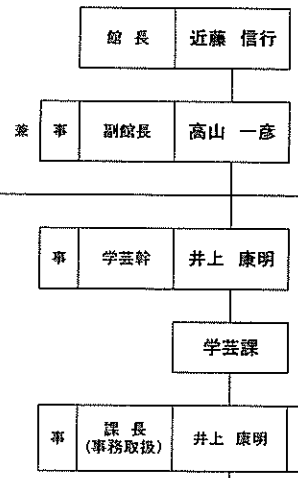 館 長 近藤 信行
兼 事 副館長 高山 一彦
事 学芸幹 井上 康明
学芸課
事 課 長 井上 康明
(事務取扱)